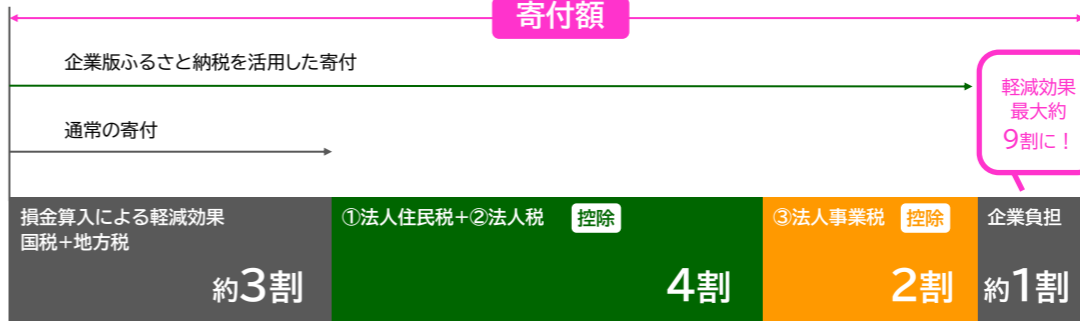 寄付額
企業版ふるさと納税を活用した寄付
軽減効果
最大約
9割に！
通常の寄付
損金算入による軽減効果
国税+地方税
約3割
①法人住民税+②法人税 控除
4割
③法人事業税 控除
2割
企業負担
約1割